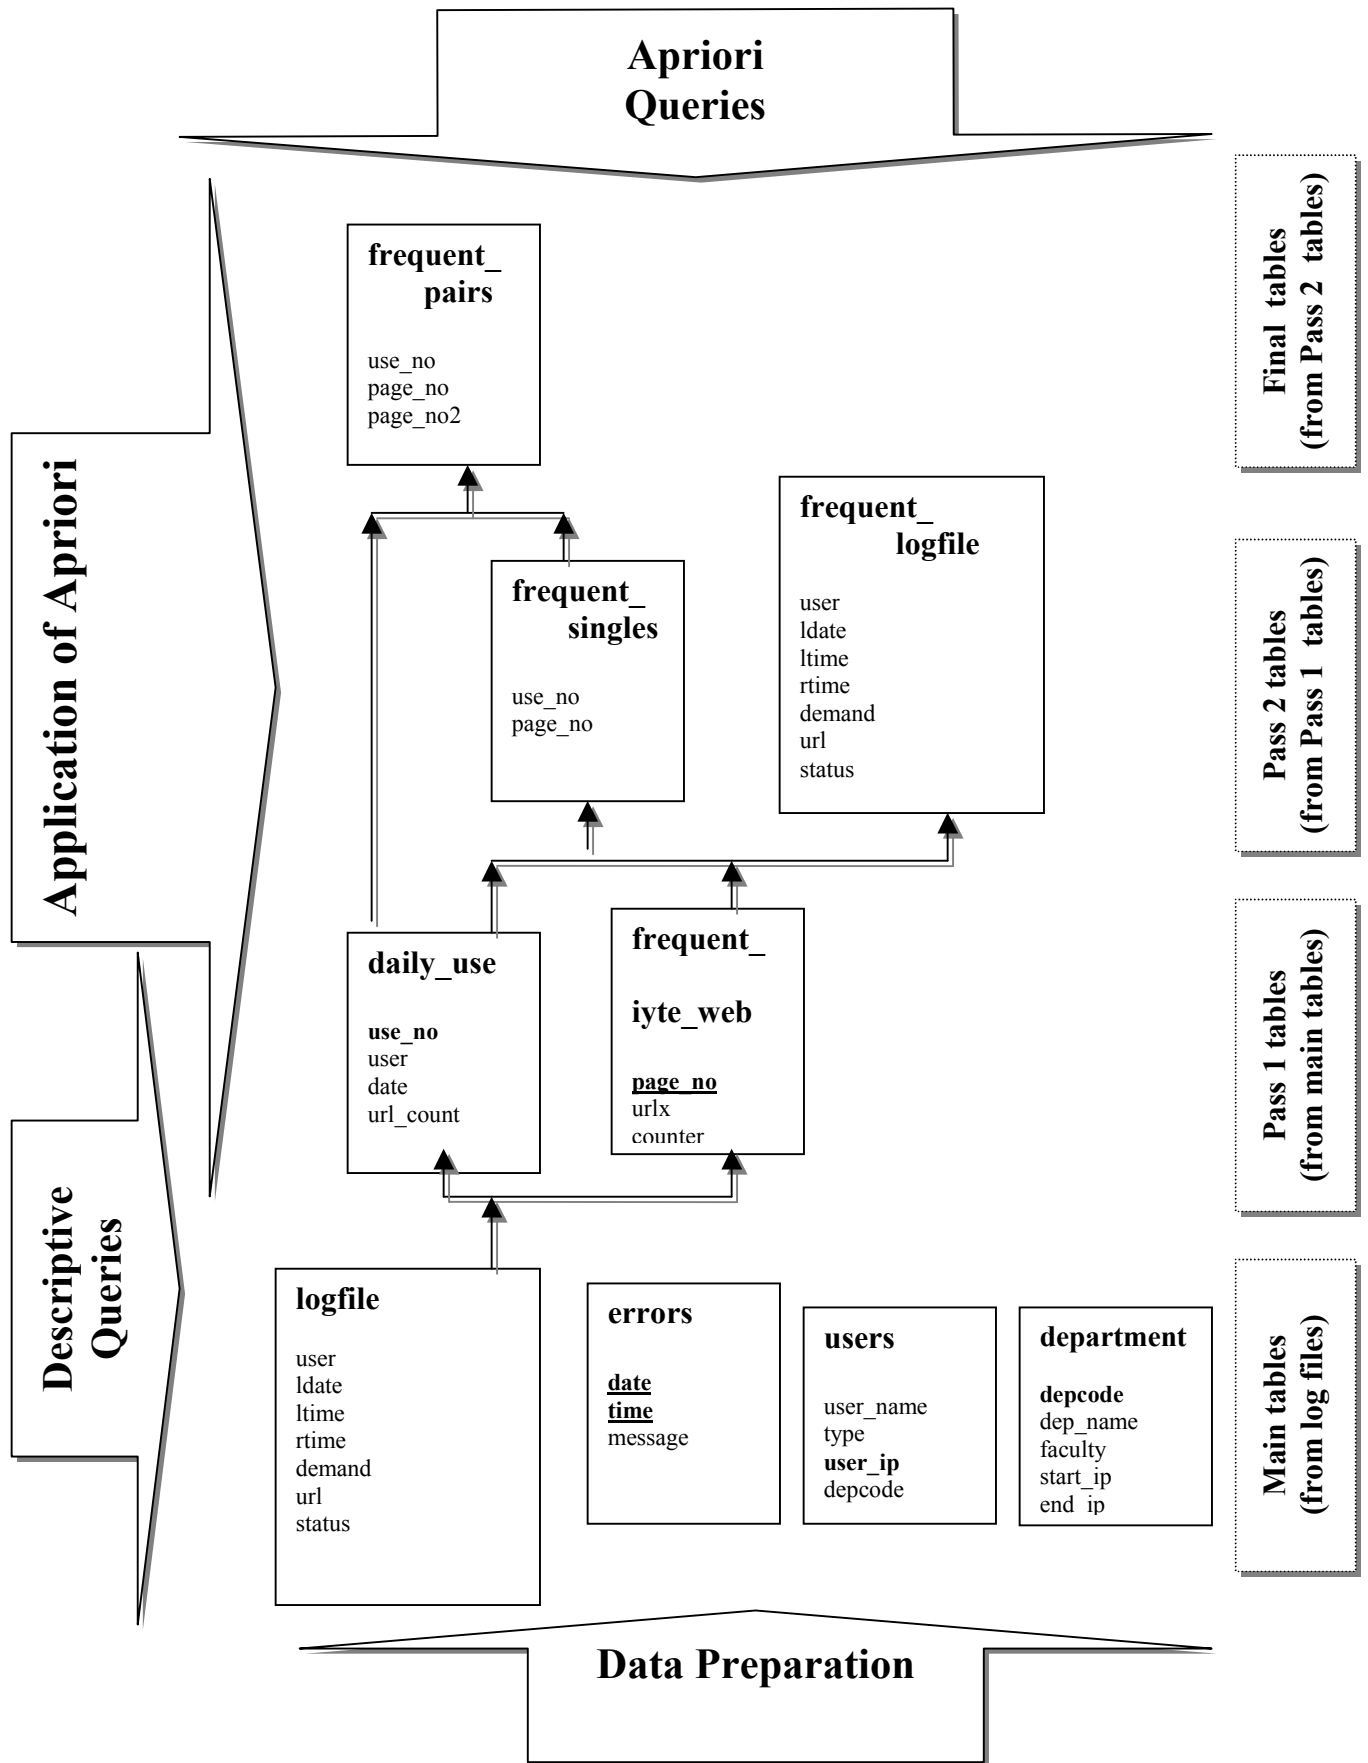 Apriori
Queries
Application of Apriori
Descriptive
Queries
frequent_
pairs
use_no
page_no
page_no2
frequent_
singles
use_no
page_no
frequent_
logfile
user
ldate
ltime
rtime
demand
url
status
daily_use
use_no
user
date
url_count
frequent_
iyte_web
page_no
urlx
counter
logfile
user
ldate
ltime
rtime
demand
url
status
errors
date
time
message
users
user_name
type
user_ip
depcode
department
depcode
dep_name
faculty
start_ip
end_ip
Final tables
(from Pass 2 tables)
Pass 2 tables
(from Pass 1 tables)
Pass 1 tables
(from main tables)
Main tables
(from log files)
Data Preparation